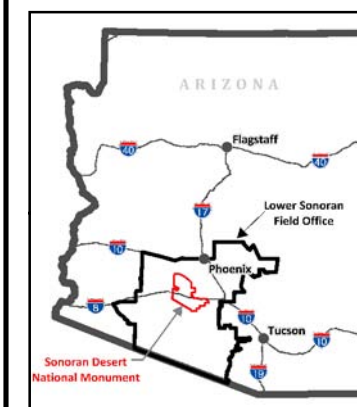 ARIZONA
Flagstaff
40
40
17
Lower Sonoran
Field Office
10
Phoenix
8
10
Tucson
10
Sonoran Desert
National Monument
19